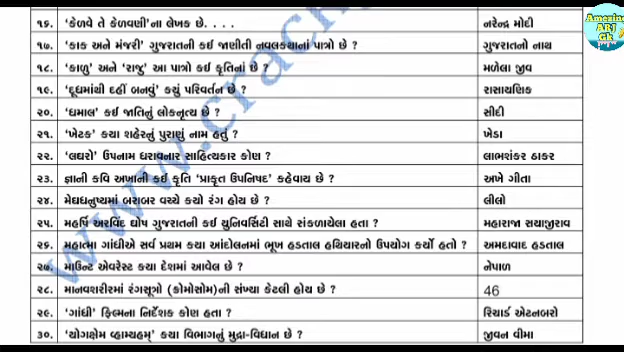 Amezing
ARJ
Gk
૧૬. ‘કેળવે તે કેળવણી’ના લેખક છે. . . . નરેન્દ્ર મોદી
૧૭. ‘કાક અને મંજરી’ ગુજરાતની કઈ જાણીતી નવલકથાનાં પાત્રો છે ? ગુજરાતનો નાથ
૧૮. ‘કાળુ’ અને ‘રાજુ’ આ પાત્રો કઈ કૃતિનાં છે ? મળેલા જીવ
૧૯. ‘દૂધમાંથી દહીં બનવું’ કયું પરિવર્તન છે ? રાસાયણિક
૨૦. ‘ધમાલ’ કઈ જાતિનું લોકનૃત્ય છે ? સીદી
૨૧. ‘ખેટક’ કયા શહેરનું પુરાણું નામ હતું ? ખેડા
૨૨. ‘લઘરો’ ઉપનામ ધરાવનાર સાહિત્યકાર કોણ ? લાભશંકર ઠાકર
૨૩. જ્ઞાની કવિ અખાની કઈ કૃતિ ‘પ્રાકૃત ઉપનિષદ’ કહેવાય છે ? અખે ગીતા
૨૪. મેઘધનુષ્યમાં બરાબર વચ્ચે કયો રંગ હોય છે ? લીલો
૨૫. મહર્ષિ અરવિંદ ઘોષ ગુજરાતની કઈ યુનિવર્સિટી સાથે સંકળાયેલા હતા ? મહારાજા સયાજીરાવ
૨૬. મહાત્મા ગાંધીએ સર્વ પ્રથમ કયા આંદોલનમાં ભૂખ હડતાલ હથિયારનો ઉપયોગ કર્યો હતો ? અમદાવાદ હડતાલ
૨૭. માઉન્ટ એવરેસ્ટ કયા દેશમાં આવેલ છે ? નેપાળ
૨૮. માનવશરીરમાં રંગસૂત્રો (ક્રોમોસોમ)ની સંખ્યા કેટલી હોય છે ? 46
૨૯. ‘ગાંધી’ ફિલ્મના નિર્દેશક કોણ હતા ? રિચાર્ડ એટનબરો
૩૦. ‘યોગક્ષેમ વ્હામ્યહમ્’ કયા વિભાગનું મુદ્રા-વિધાન છે ? જીવન વીમા
www.crack